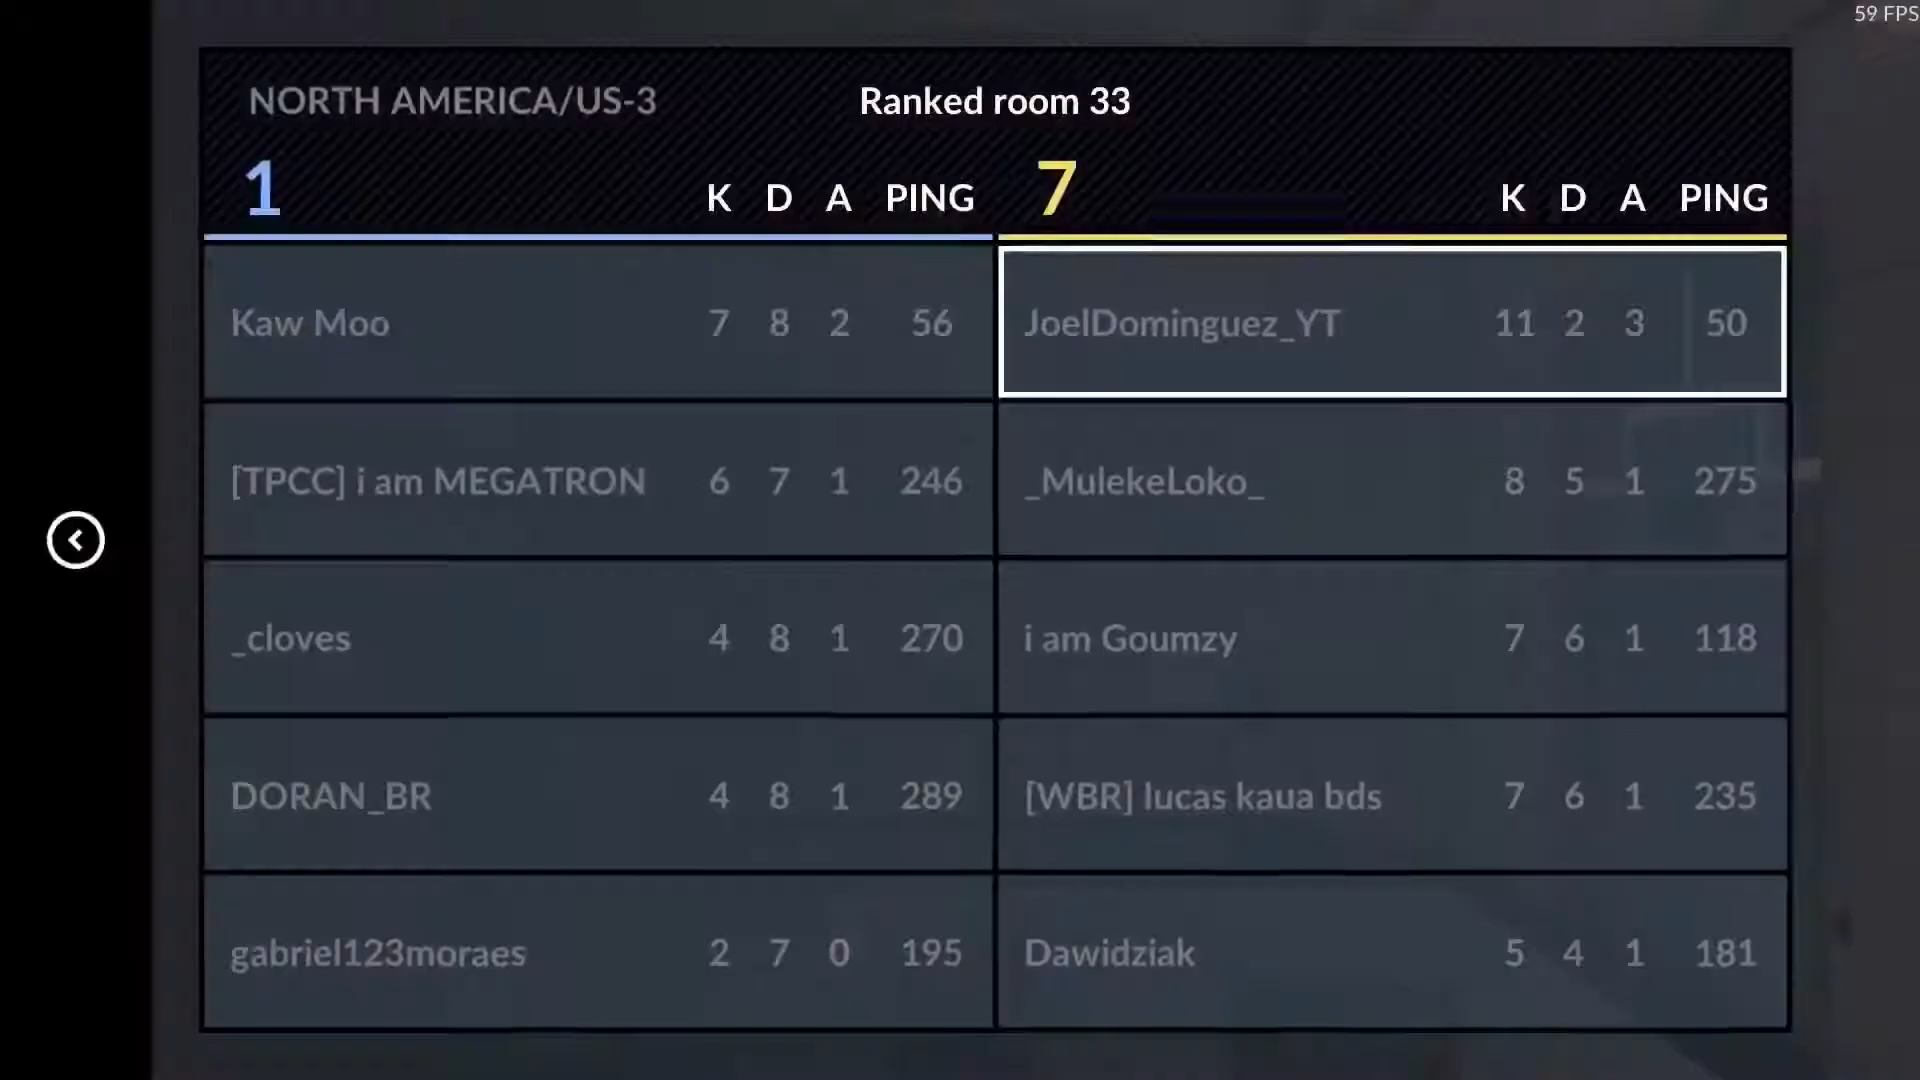 59 FPS
NORTH AMERICA/US-3
Ranked room 33
1 K D A PING
7 K D A PING
Kaw Moo 7 8 2 56
JoelDominguez_YT 11 2 3 50
[TPCC] i am MEGATRON 6 7 1 246
_MulekeLoko_ 8 5 1 275
_cloves 4 8 1 270
i am Goumzy 7 6 1 118
DORAN_BR 4 8 1 289
[WBR] lucas kaua bds 7 6 1 235
gabriel123moraes 2 7 0 195
Dawidziak 5 4 1 181